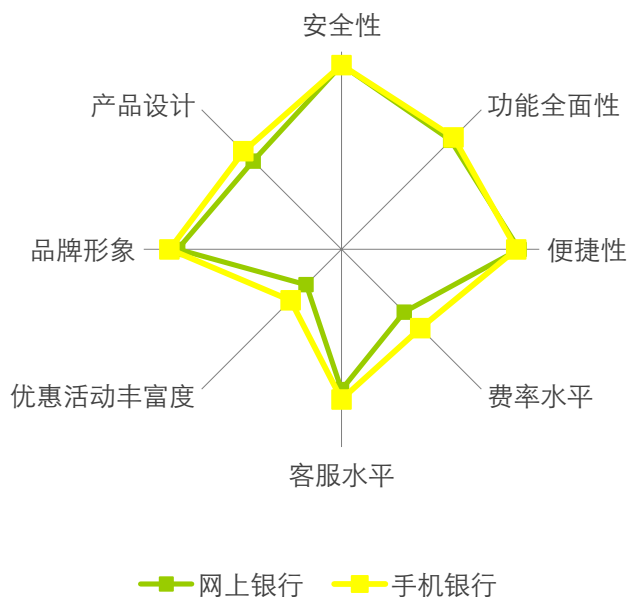 安全性
产品设计
功能全面性
品牌形象
便捷性
优惠活动丰富度
费率水平
客服水平
网上银行
手机银行